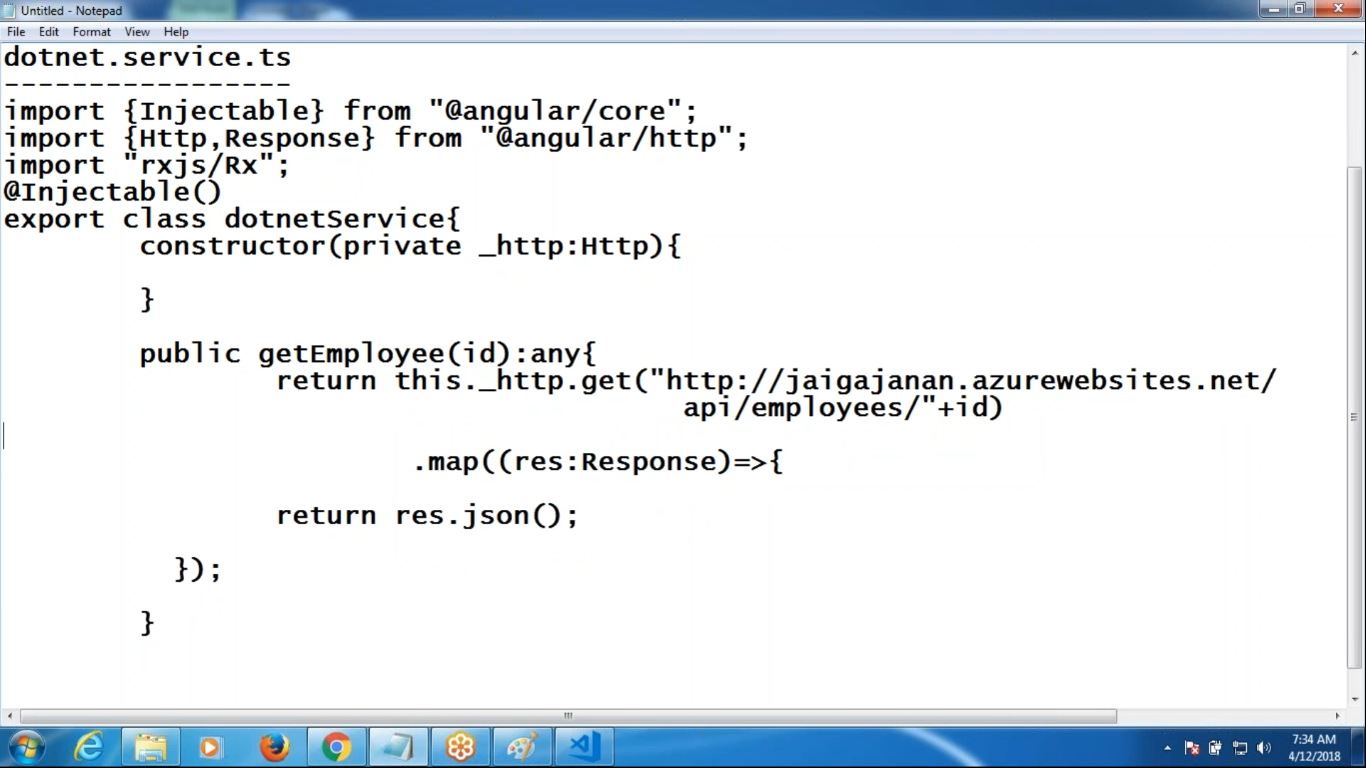 Untitled - Notepad
File Edit Format View Help
dotnet.service.ts
-----------------
import {Injectable} from "@angular/core";
import {Http,Response} from "@angular/http";
import "rxjs/Rx";
@Injectable()
export class dotnetService{
constructor(private _http:Http){
}
public getEmployee(id):any{
return this._http.get("http://jaigajanan.azurewebsites.net/
api/employees/"+id)
.map((res:Response)=>{
return res.json();
});
}
7:34 AM
4/12/2018